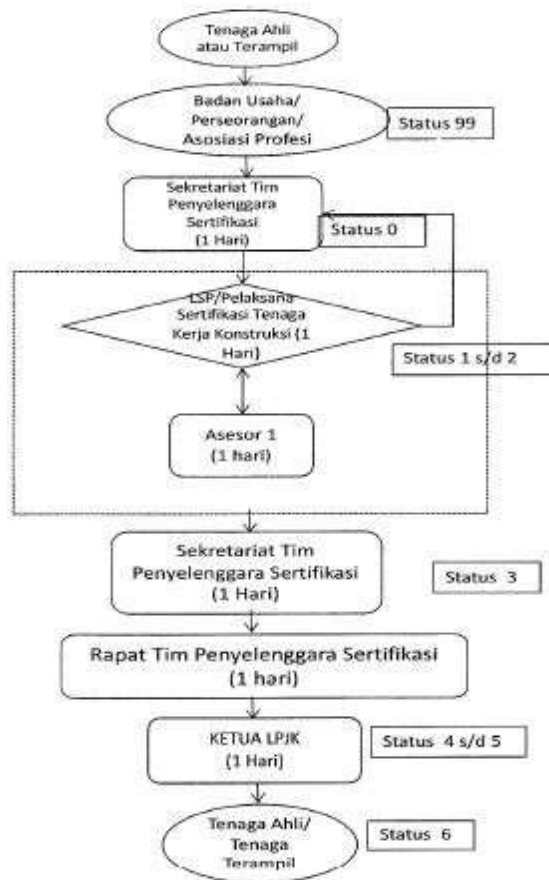 Tenaga Ahli
atau Terampil
Badan Usaha/
Perseorangan/
Asosiasi Profesi
Status 99
Sekretariat Tim
Penyelenggara
Sertifikasi
(1 Hari)
Status 0
LSP/Pelaksana
Sertifikasi Tenaga
Kerja Konstruksi (1
Hari)
Status 1 s/d 2
Asesor 1
(1 hari)
Sekretariat Tim
Penyelenggara Sertifikasi
(1 Hari)
Status 3
Rapat Tim Penyelenggara Sertifikasi
(1 hari)
KETUA LPJK
(1 Hari)
Status 4 s/d 5
Tenaga Ahli/
Tenaga
Terampil
Status 6